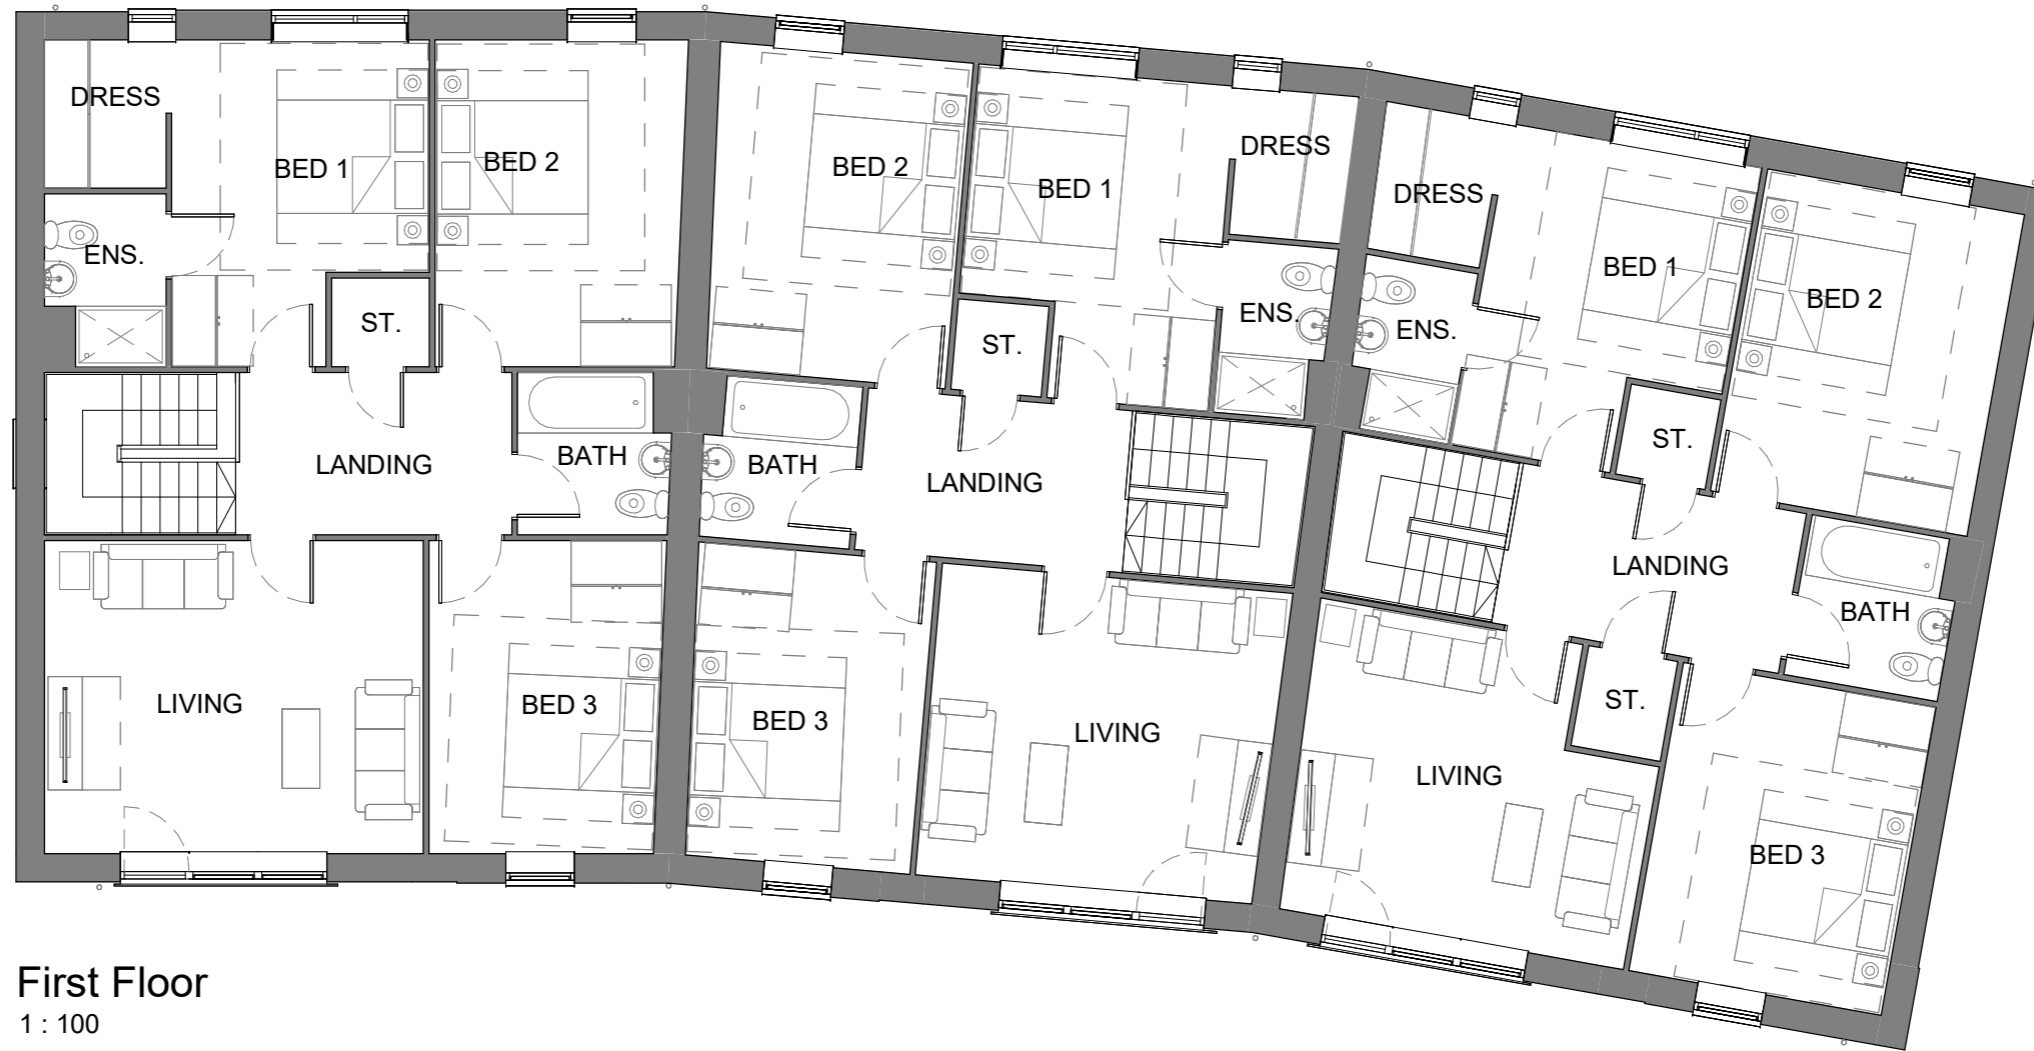 DRESS
BED 1
BED 2
ENS.
ST.
LANDING
BATH
LIVING
BED 3
BED 2
BED 1
DRESS
ENS.
ST.
BATH
LANDING
BED 3
LIVING
DRESS
BED 1
BED 2
ENS.
ST.
LANDING
BATH
ST.
LIVING
BED 3
First Floor
1 : 100